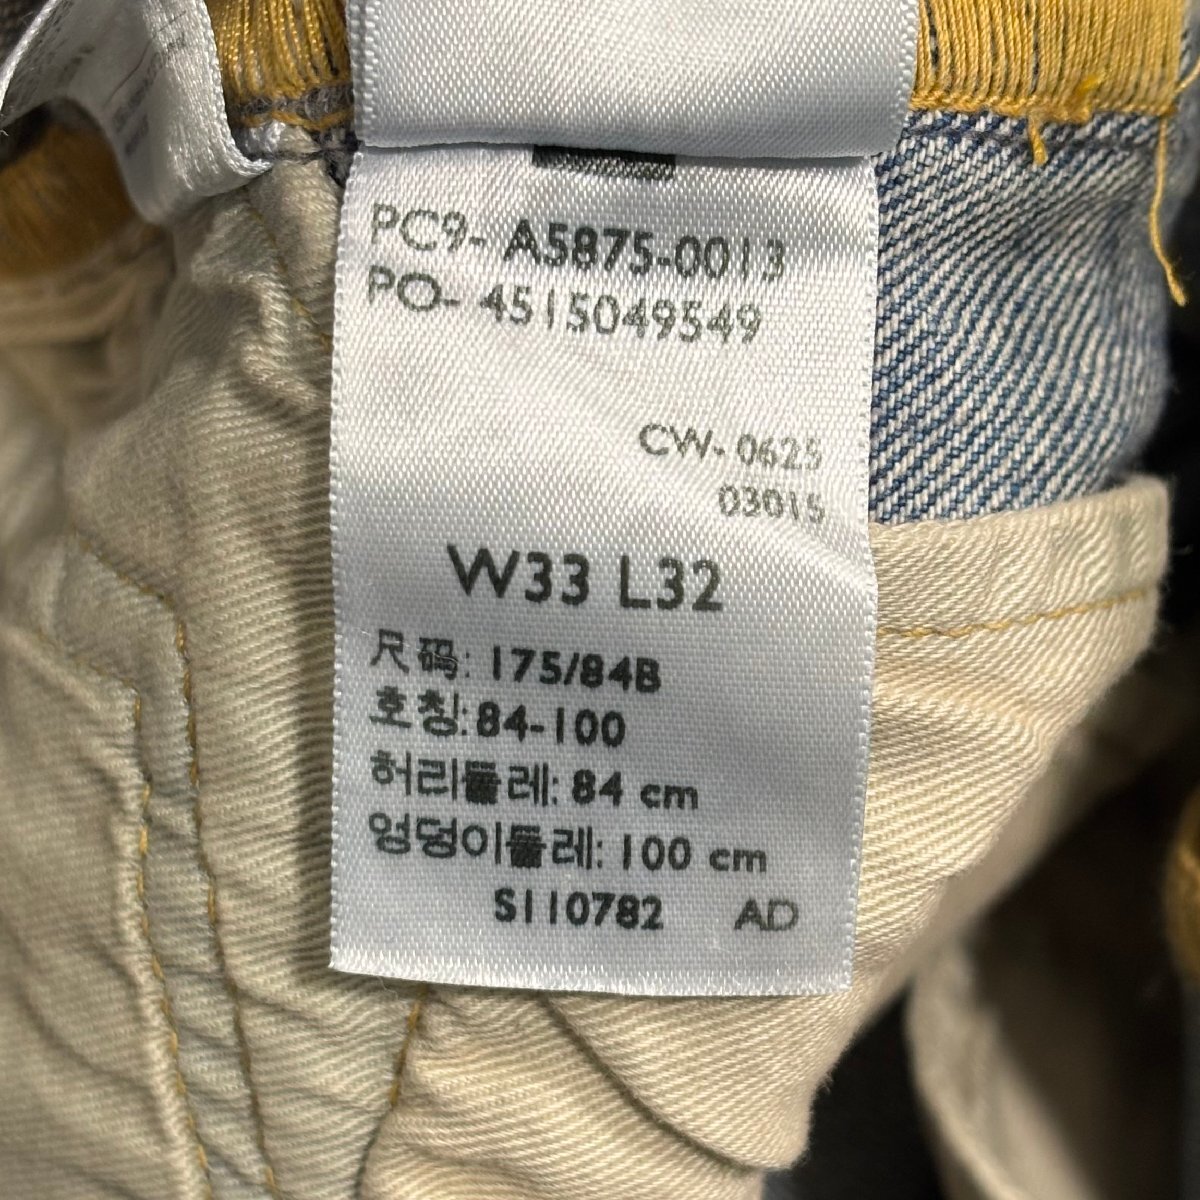 PC9- A5875-0013
PO- 4515049549
CW- 0625
03015
W33 L32
尺码: 175/84B
호칭: 84-100
허리둘레: 84 cm
엉덩이둘레: 100 cm
S110782 AD